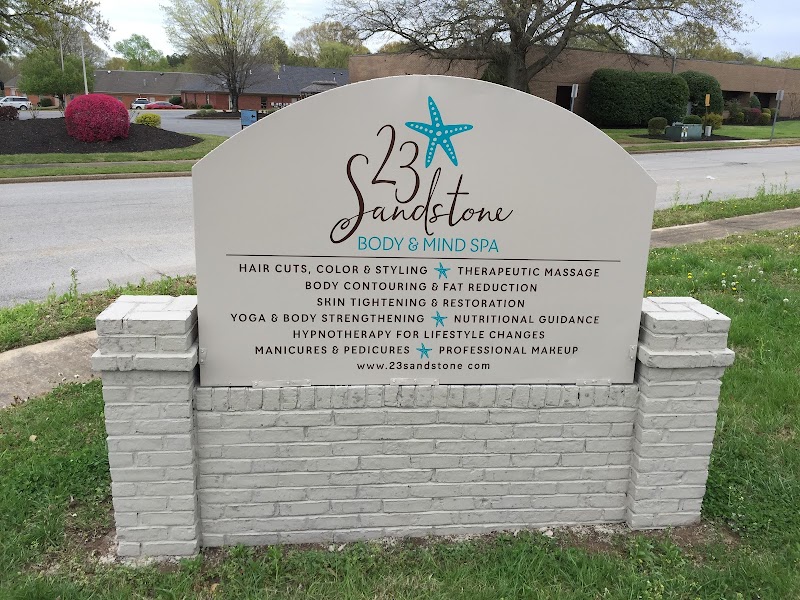 23
Sandstone
BODY & MIND SPA
HAIR CUTS, COLOR & STYLING THERAPEUTIC MASSAGE
BODY CONTOURING & FAT REDUCTION
SKIN TIGHTENING & RESTORATION
YOGA & BODY STRENGTHENING NUTRITIONAL GUIDANCE
HYPNOTHERAPY FOR LIFESTYLE CHANGES
MANICURES & PEDICURES PROFESSIONAL MAKEUP
www.23sandstone.com